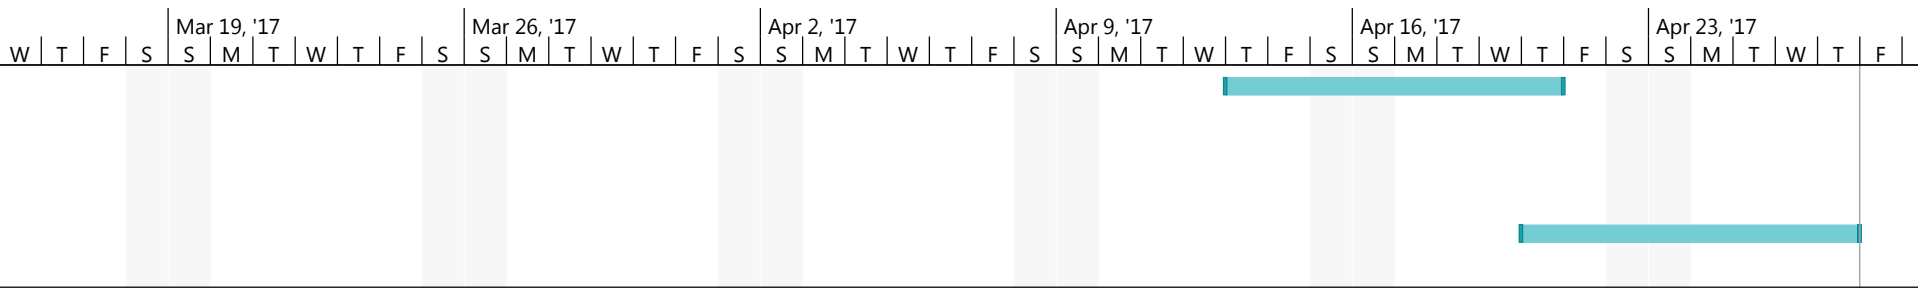 Mar 19, '17 Mar 26, '17 Apr 2, '17 Apr 9, '17 Apr 16, '17 Apr 23, '17
W T F S S M T W T F S S M T W T F S S M T W T F S S M T W T F S S M T W T F S S M T W T F